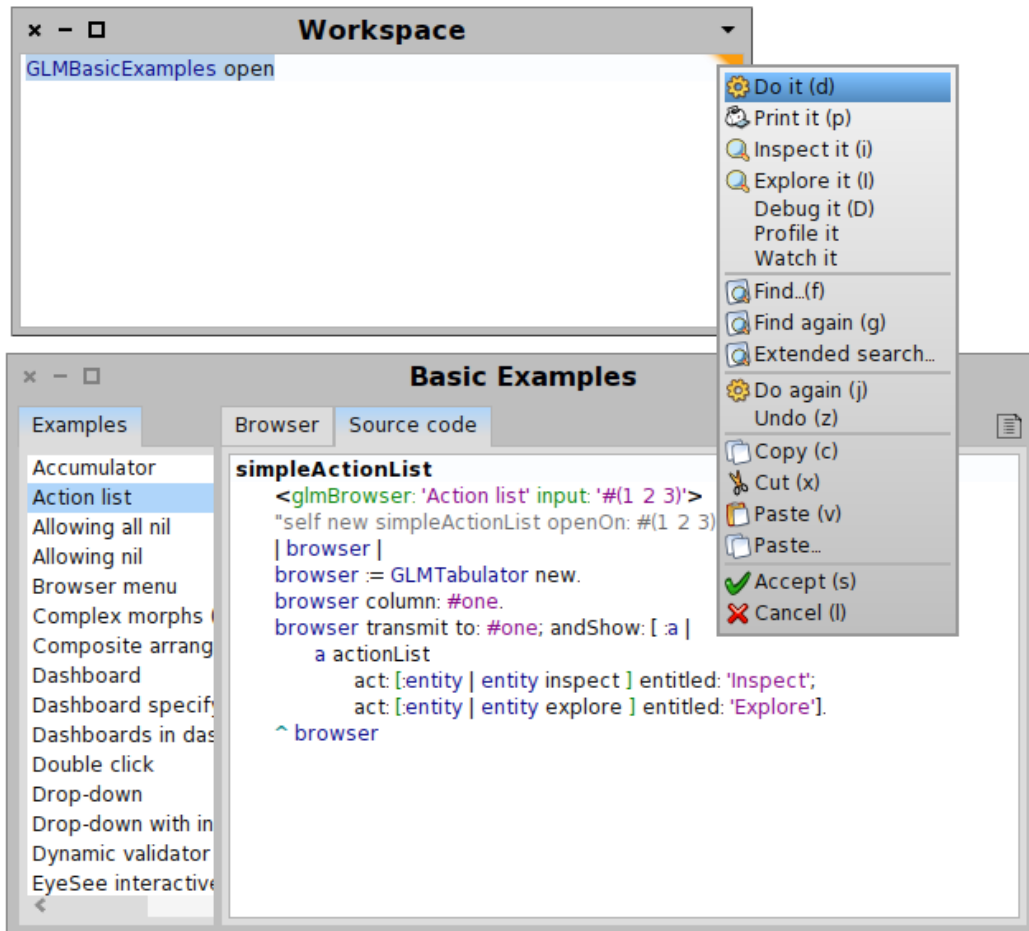 Workspace
GLMBasicExamples open
Do it (d)
Print it (p)
Inspect it (i)
Explore it (I)
Debug it (D)
Profile it
Watch it
Find...(f)
Find again (g)
Extended search...
Do again (j)
Undo (z)
Copy (c)
Cut (x)
Paste (v)
Paste...
Accept (s)
Cancel (l)
Basic Examples
Examples
Accumulator
Action list
Allowing all nil
Allowing nil
Browser menu
Complex morphs (
Composite arrang
Dashboard
Dashboard specify
Dashboards in das
Double click
Drop-down
Drop-down with in
Dynamic validator
EyeSee interactive
Browser Source code
simpleActionList
<glmBrowser: 'Action list' input: '#(1 2 3)'>
"self new simpleActionList openOn: #(1 2 3)
| browser |
browser := GLMTabulator new.
browser column: #one.
browser transmit to: #one; andShow: [ :a |
a actionList
act: [:entity | entity inspect ] entitled: 'Inspect';
act: [:entity | entity explore ] entitled: 'Explore'].
^ browser